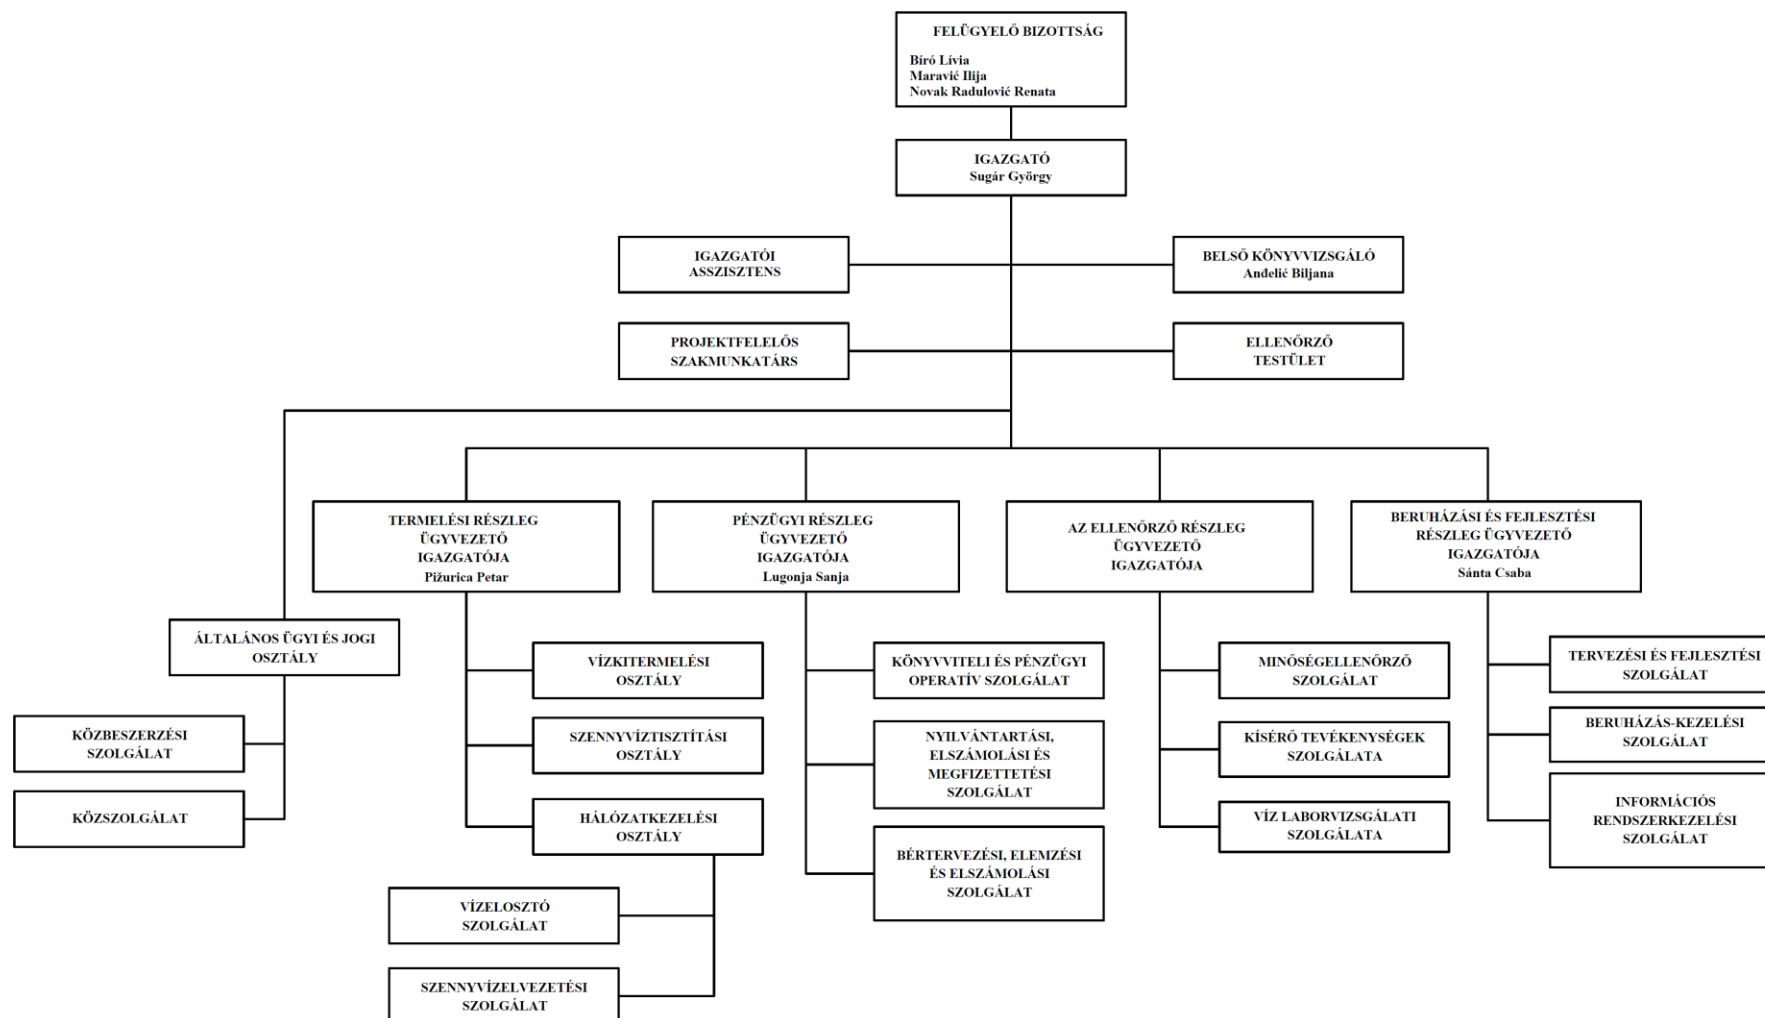 FELÜGYELŐ BIZOTTSÁG
Bíró Lívia
Maravić Ilija
Novak Radulović Renata
IGAZGATÓ
Sugár György
IGAZGATÓI
ASSZISZTENS
BELSŐ KÖNYVVIZSGÁLÓ
Anđelić Biljana
PROJEKTFELELŐS
SZAKMUNKATÁRS
ELLENŐRZŐ
TESTÜLET
TERMELÉSI RÉSZLEG
ÜGYVEZETŐ
IGAZGATÓJA
Pižurica Petar
PÉNZÜGYI RÉSZLEG
ÜGYVEZETŐ
IGAZGATÓJA
Lugonja Sanja
AZ ELLENŐRZŐ RÉSZLEG
ÜGYVEZETŐ
IGAZGATÓJA
BERUHÁZÁSI ÉS FEJLESZTÉSI
RÉSZLEG ÜGYVEZETŐ
IGAZGATÓJA
Sánta Csaba
ÁLTALÁNOS ÜGYI ÉS JOGI
OSZTÁLY
KÖZBESZERZÉSI
SZOLGÁLAT
KÖZSZOLGÁLAT
VÍZKITERMELÉSI
OSZTÁLY
SZENNYVÍZTISZTÍTÁSI
OSZTÁLY
HÁLÓZATKEZELÉSI
OSZTÁLY
VÍZELOSZTÓ
SZOLGÁLAT
SZENNYVÍZELVEZETÉSI
SZOLGÁLAT
KÖNYVVITELI ÉS PÉNZÜGYI
OPERATÍV SZOLGÁLAT
NYILVÁNTARTÁSI,
ELSZÁMOLÁSI ÉS
MEGFIZETTETÉSI
SZOLGÁLAT
BÉRTERVEZÉSI, ELEMZÉSI
ÉS ELSZÁMOLÁSI
SZOLGÁLAT
MINŐSÉGELLENŐRZŐ
SZOLGÁLAT
KÍSÉRŐ TEVÉKENYSÉGEK
SZOLGÁLATA
VÍZ LABORVIZSGÁLATI
SZOLGÁLATA
TERVEZÉSI ÉS FEJLESZTÉSI
SZOLGÁLAT
BERUHÁZÁS-KEZELÉSI
SZOLGÁLAT
INFORMÁCIÓS
RENDSZERKEZELÉSI
SZOLGÁLAT